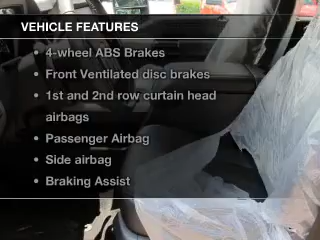 VEHICLE FEATURES
• 4-wheel ABS Brakes
• Front Ventilated disc brakes
• 1st and 2nd row curtain head
airbags
• Passenger Airbag
• Side airbag
• Braking Assist